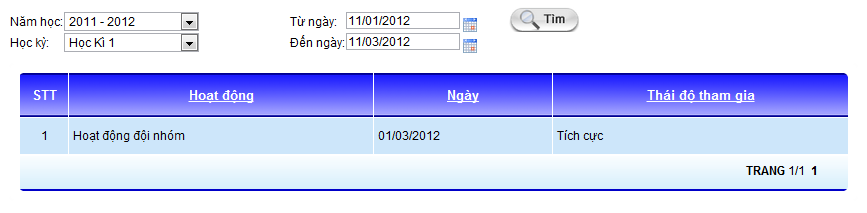 Năm học: 2011 - 2012 Từ ngày: 11/01/2012 Tìm
Học kỳ: Học Kì 1 Đến ngày: 11/03/2012
STT Hoạt động Ngày Thái độ tham gia
1 Hoạt động đội nhóm 01/03/2012 Tích cực
TRANG 1/1 1